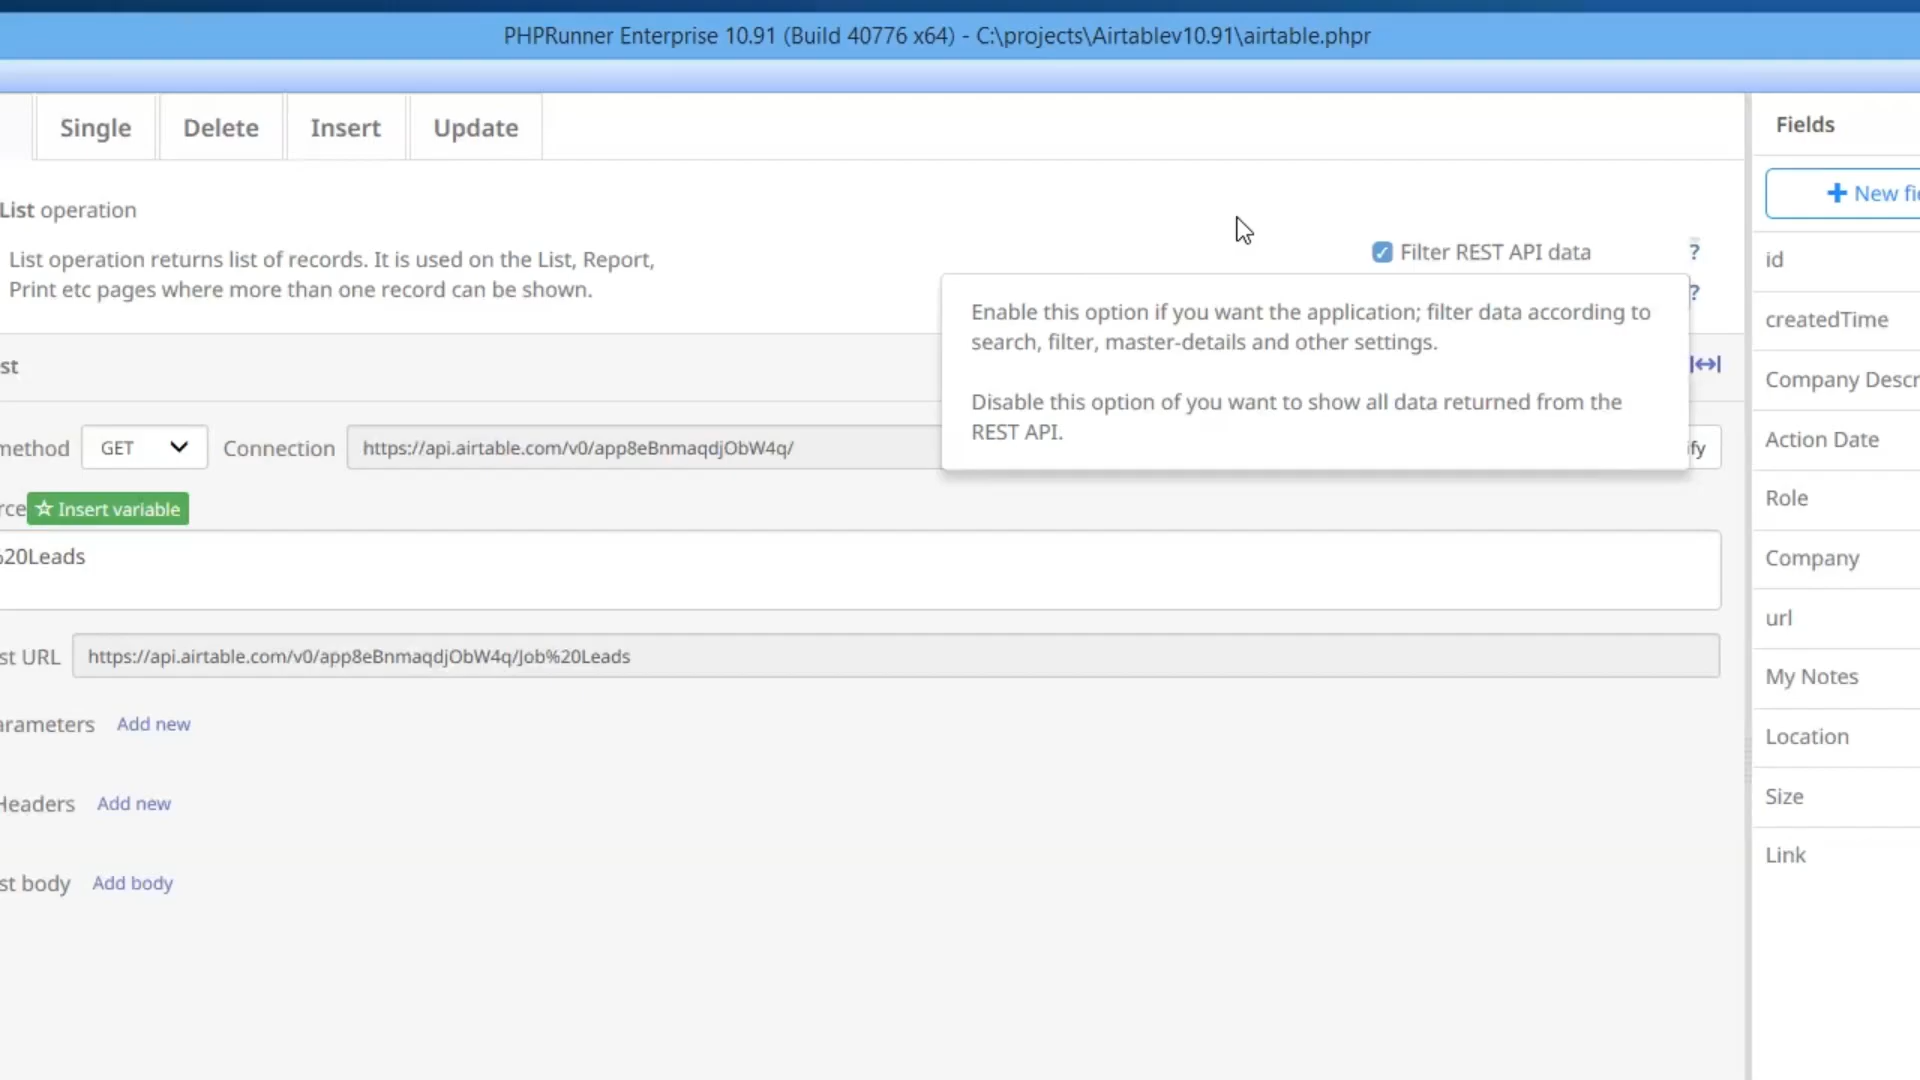 PHPRunner Enterprise 10.91 (Build 40776 x64) - C:\projects\Airtablev10.91\airtable.phpr
Single
Delete
Insert
Update
List operation
List operation returns list of records. It is used on the List, Report,
Print etc pages where more than one record can be shown.
Filter REST API data
?
?
Enable this option if you want the application; filter data according to
search, filter, master-details and other settings.
Disable this option of you want to show all data returned from the
REST API.
st
method
GET
Connection
https://api.airtable.com/v0/app8eBnmaqdjObW4q/
ify
rce
Insert variable
%20Leads
st URL
https://api.airtable.com/v0/app8eBnmaqdjObW4q/Job%20Leads
arameters
Add new
Headers
Add new
st body
Add body
Fields
New fie
id
createdTime
Company Descr
Action Date
Role
Company
url
My Notes
Location
Size
Link